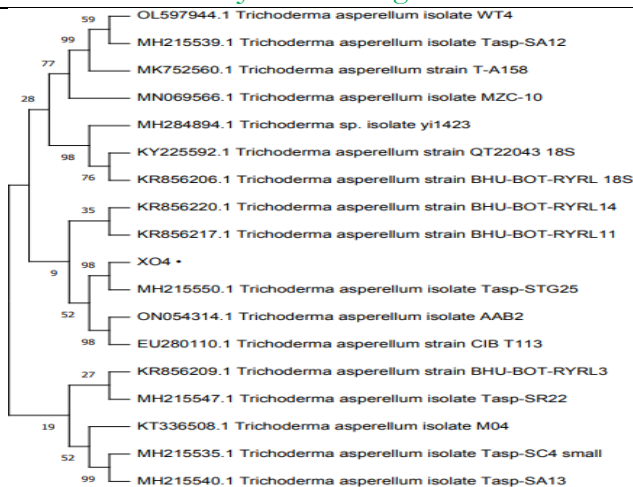 OL597944.1 Trichoderma asperellum isolate WT4
59
MH215539.1 Trichoderma asperellum isolate Tasp-SA12
99
77
MK752560.1 Trichoderma asperellum strain T-A158
28
MN069566.1 Trichoderma asperellum isolate MZC-10
MH284894.1 Trichoderma sp. isolate yi1423
98
KY225592.1 Trichoderma asperellum strain QT22043 18S
76
KR856206.1 Trichoderma asperellum strain BHU-BOT-RYRL 18S
35
KR856220.1 Trichoderma asperellum strain BHU-BOT-RYRL14
KR856217.1 Trichoderma asperellum strain BHU-BOT-RYRL11
9
98
XO4 •
MH215550.1 Trichoderma asperellum isolate Tasp-STG25
52
ON054314.1 Trichoderma asperellum isolate AAB2
98
EU280110.1 Trichoderma asperellum strain CIB T113
27
KR856209.1 Trichoderma asperellum strain BHU-BOT-RYRL3
MH215547.1 Trichoderma asperellum isolate Tasp-SR22
19
KT336508.1 Trichoderma asperellum isolate M04
52
MH215535.1 Trichoderma asperellum isolate Tasp-SC4 small
99
MH215540.1 Trichoderma asperellum isolate Tasp-SA13